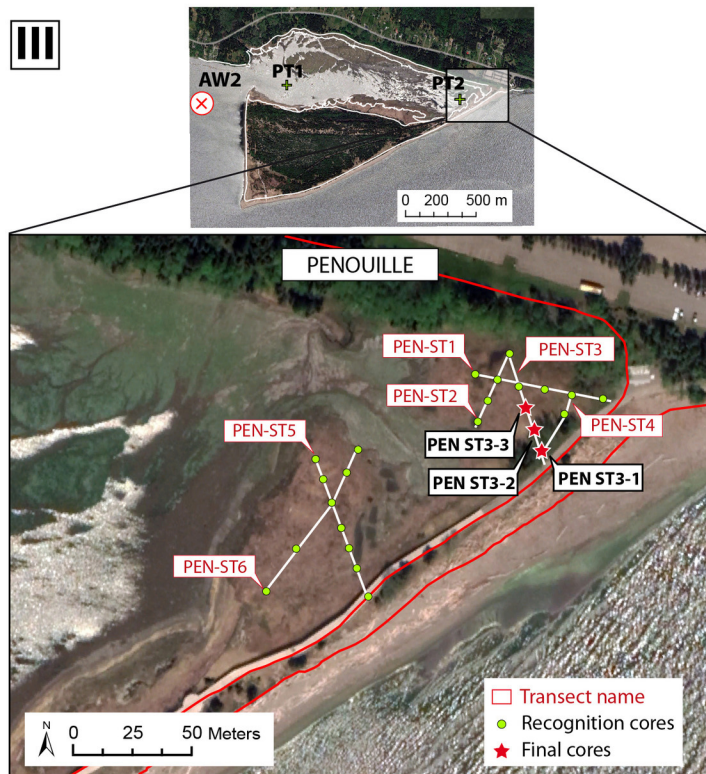 III
AW2
PT1
PT2
0 200 500 m
PENOUILLE
PEN-ST1
PEN-ST3
PEN-ST2
PEN-ST4
PEN ST3-3
PEN-ST5
PEN ST3-2
PEN ST3-1
PEN-ST6
Transect name
Recognition cores
Final cores
N
0 25 50 Meters